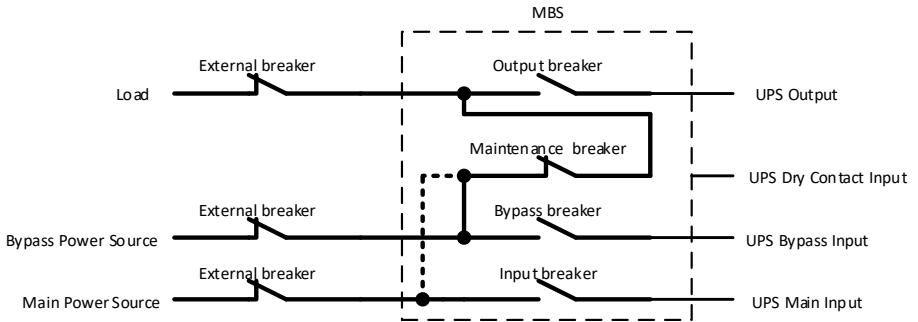 MBS
External breaker
Output breaker
Load
UPS Output
Maintenance breaker
UPS Dry Contact Input
External breaker
Bypass breaker
Bypass Power Source
UPS Bypass Input
External breaker
Input breaker
Main Power Source
UPS Main Input